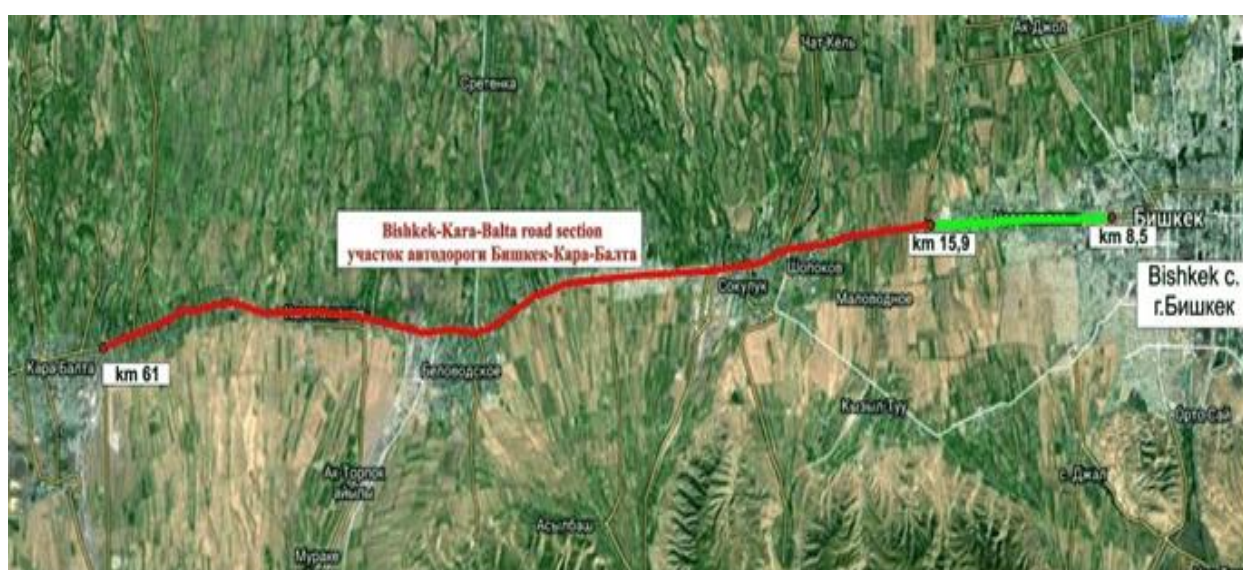 Ак-Джол
Чат-Кель
Сретенка
Bishkek-Kara-Balta road section
участок автодороги Бишкек-Кара-Балта
Бишкек
km 15,9
km 8,5
Bishkek c.
г.Бишкек
Шопоков
Сокулук
Маловодное
Кара-Балта
km 61
Беловодское
Кызыл-Туу
Орто-Сай
Ак-Торпок
с. Джал
Асылбаш
Мураке